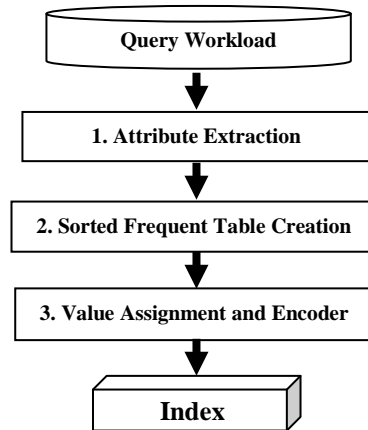 Query Workload
1. Attribute Extraction
2. Sorted Frequent Table Creation
3. Value Assignment and Encoder
Index